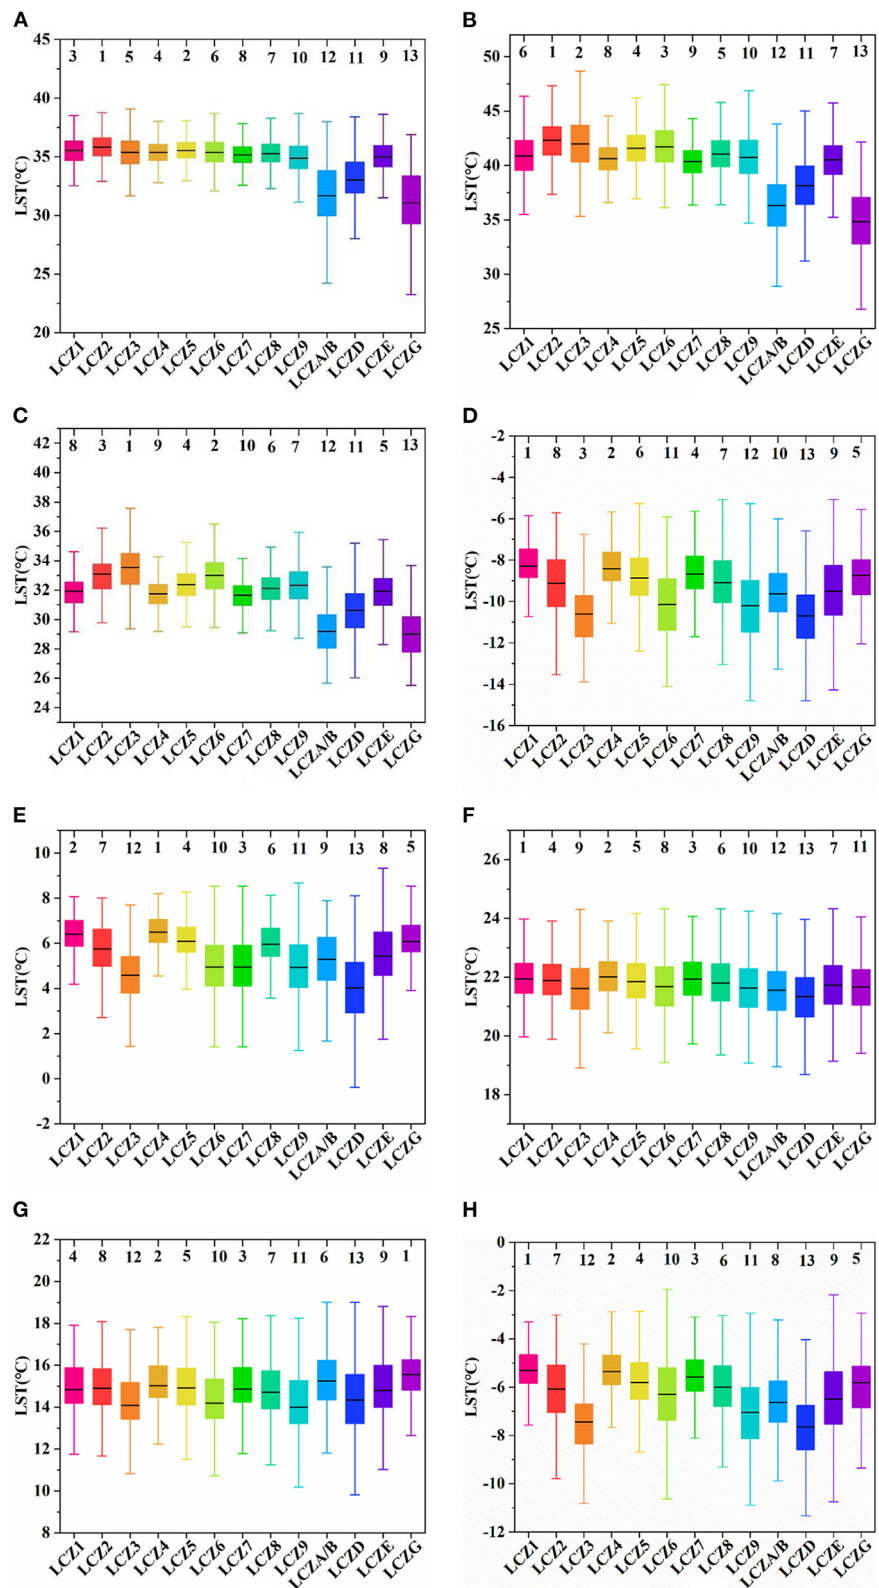 A
45
40
35
30
25
20
LST(°C)
3 1 5 4 2 6 8 7 10 12 11 9 13
LCZ1 LCZ2 LCZ3 LCZ4 LCZ5 LCZ6 LCZ7 LCZ8 LCZ9 LCZA/B LCZD LCZE LCZG
B
50
45
40
35
30
25
LST(°C)
6 1 2 8 4 3 9 5 10 12 11 7 13
LCZ1 LCZ2 LCZ3 LCZ4 LCZ5 LCZ6 LCZ7 LCZ8 LCZ9 LCZA/B LCZD LCZE LCZG
C
42
40
38
36
34
32
30
28
26
24
LST(°C)
8 3 1 9 4 2 10 6 7 12 11 5 13
LCZ1 LCZ2 LCZ3 LCZ4 LCZ5 LCZ6 LCZ7 LCZ8 LCZ9 LCZA/B LCZD LCZE LCZG
D
-2
-4
-6
-8
-10
-12
-14
-16
LST(°C)
1 8 3 2 6 11 4 7 12 10 13 9 5
LCZ1 LCZ2 LCZ3 LCZ4 LCZ5 LCZ6 LCZ7 LCZ8 LCZ9 LCZA/B LCZD LCZE LCZG
E
10
8
6
4
2
0
-2
LST(°C)
2 7 12 1 4 10 3 6 11 9 13 8 5
LCZ1 LCZ2 LCZ3 LCZ4 LCZ5 LCZ6 LCZ7 LCZ8 LCZ9 LCZA/B LCZD LCZE LCZG
F
26
24
22
20
18
LST(°C)
1 4 9 2 5 8 3 6 10 12 13 7 11
LCZ1 LCZ2 LCZ3 LCZ4 LCZ5 LCZ6 LCZ7 LCZ8 LCZ9 LCZA/B LCZD LCZE LCZG
G
22
20
18
16
14
12
10
8
LST(°C)
4 8 12 2 5 10 3 7 11 6 13 9 1
LCZ1 LCZ2 LCZ3 LCZ4 LCZ5 LCZ6 LCZ7 LCZ8 LCZ9 LCZA/B LCZD LCZE LCZG
H
0
-2
-4
-6
-8
-10
-12
LST(°C)
1 7 12 2 4 10 3 6 11 8 13 9 5
LCZ1 LCZ2 LCZ3 LCZ4 LCZ5 LCZ6 LCZ7 LCZ8 LCZ9 LCZA/B LCZD LCZE LCZG